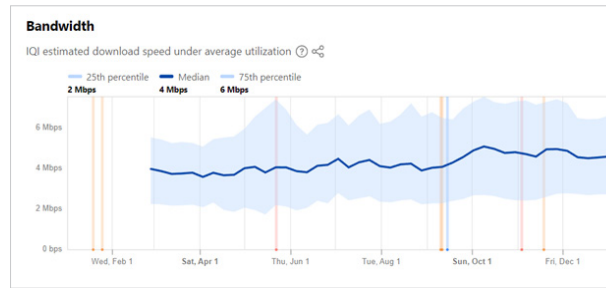 Bandwidth
IQI estimated download speed under average utilization ?
25th percentile Median 75th percentile
2 Mbps 4 Mbps 6 Mbps
6 Mbps
4 Mbps
2 Mbps
0 bps
Wed, Feb 1 Sat, Apr 1 Thu, Jun 1 Tue, Aug 1 Sun, Oct 1 Fri, Dec 1